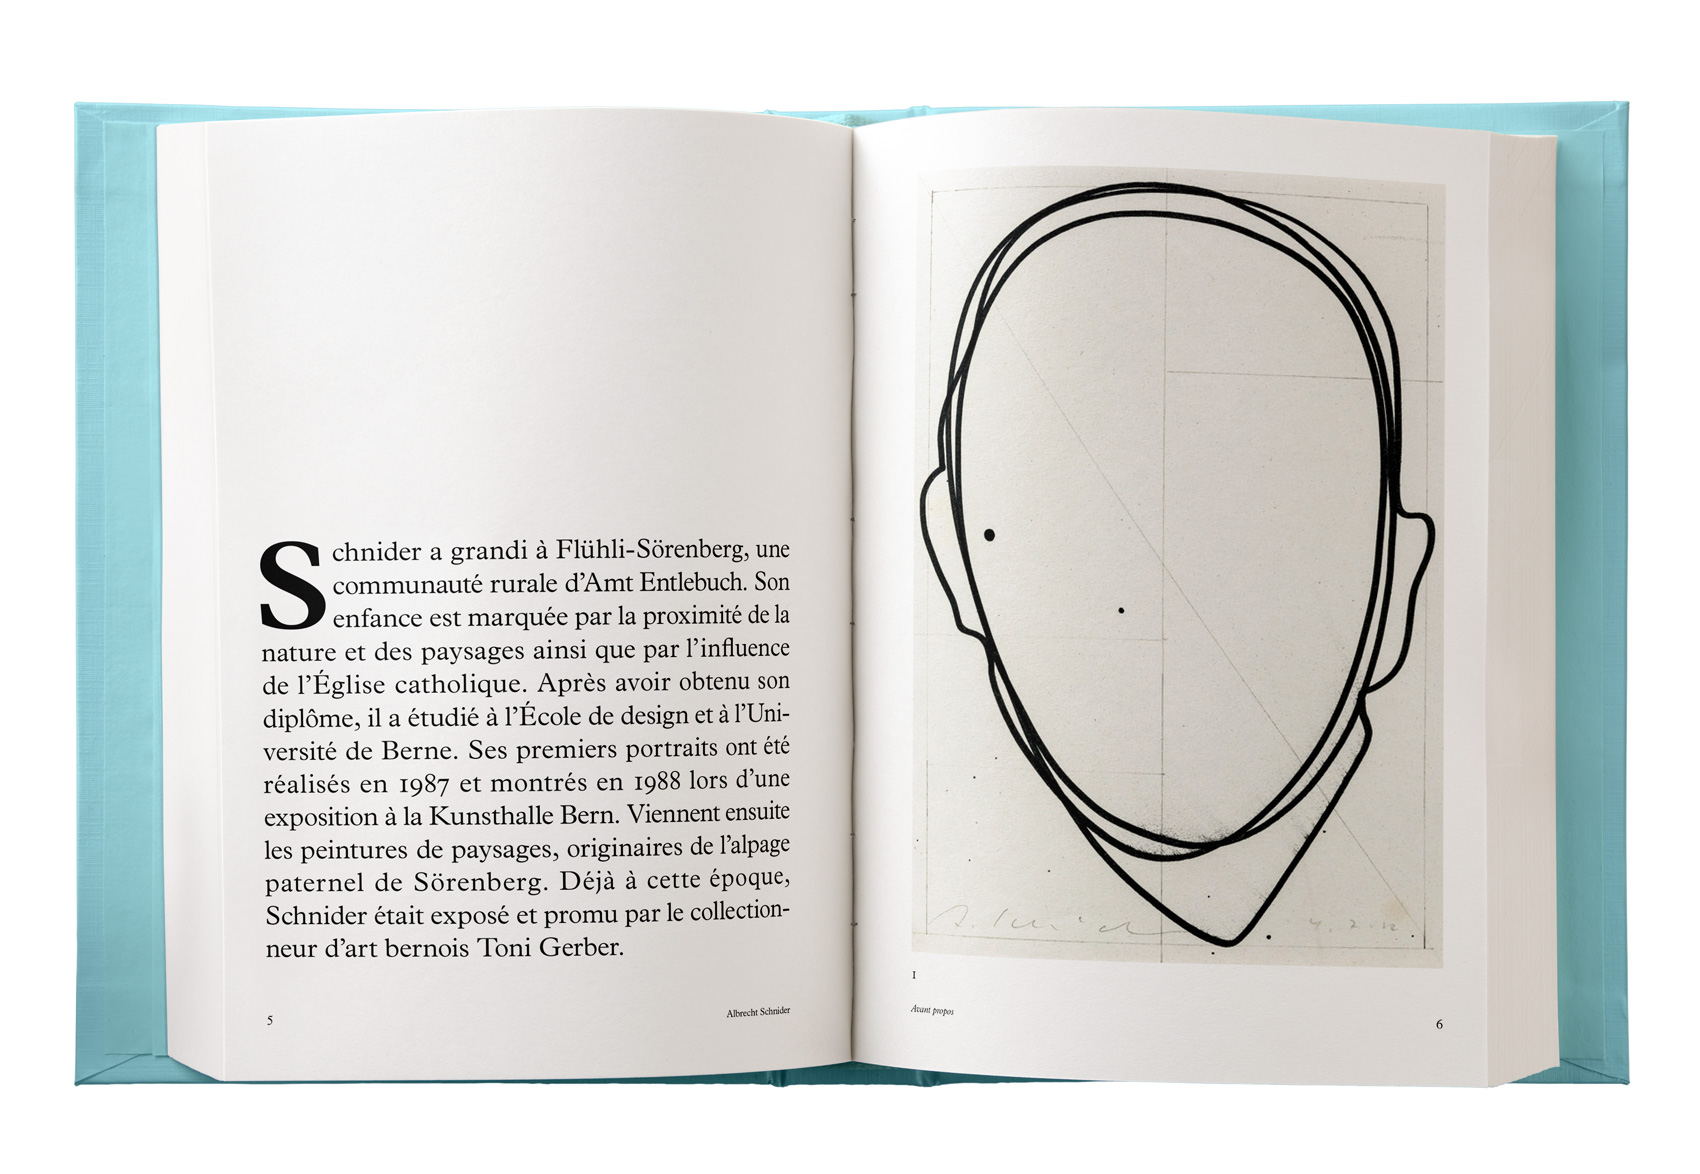 Schnider a grandi à Flühli-Sörenberg, une
communauté rurale d’Amt Entlebuch. Son
enfance est marquée par la proximité de la
nature et des paysages ainsi que par l’influence
de l’Église catholique. Après avoir obtenu son
diplôme, il a étudié à l’École de design et à l’Uni-
versité de Berne. Ses premiers portraits ont été
réalisés en 1987 et montrés en 1988 lors d’une
exposition à la Kunsthalle Bern. Viennent ensuite
les peintures de paysages, originaires de l’alpage
paternel de Sörenberg. Déjà à cette époque,
Schnider était exposé et promu par le collection-
neur d’art bernois Toni Gerber.
5
Albrecht Schnider
1
Avant propos
6